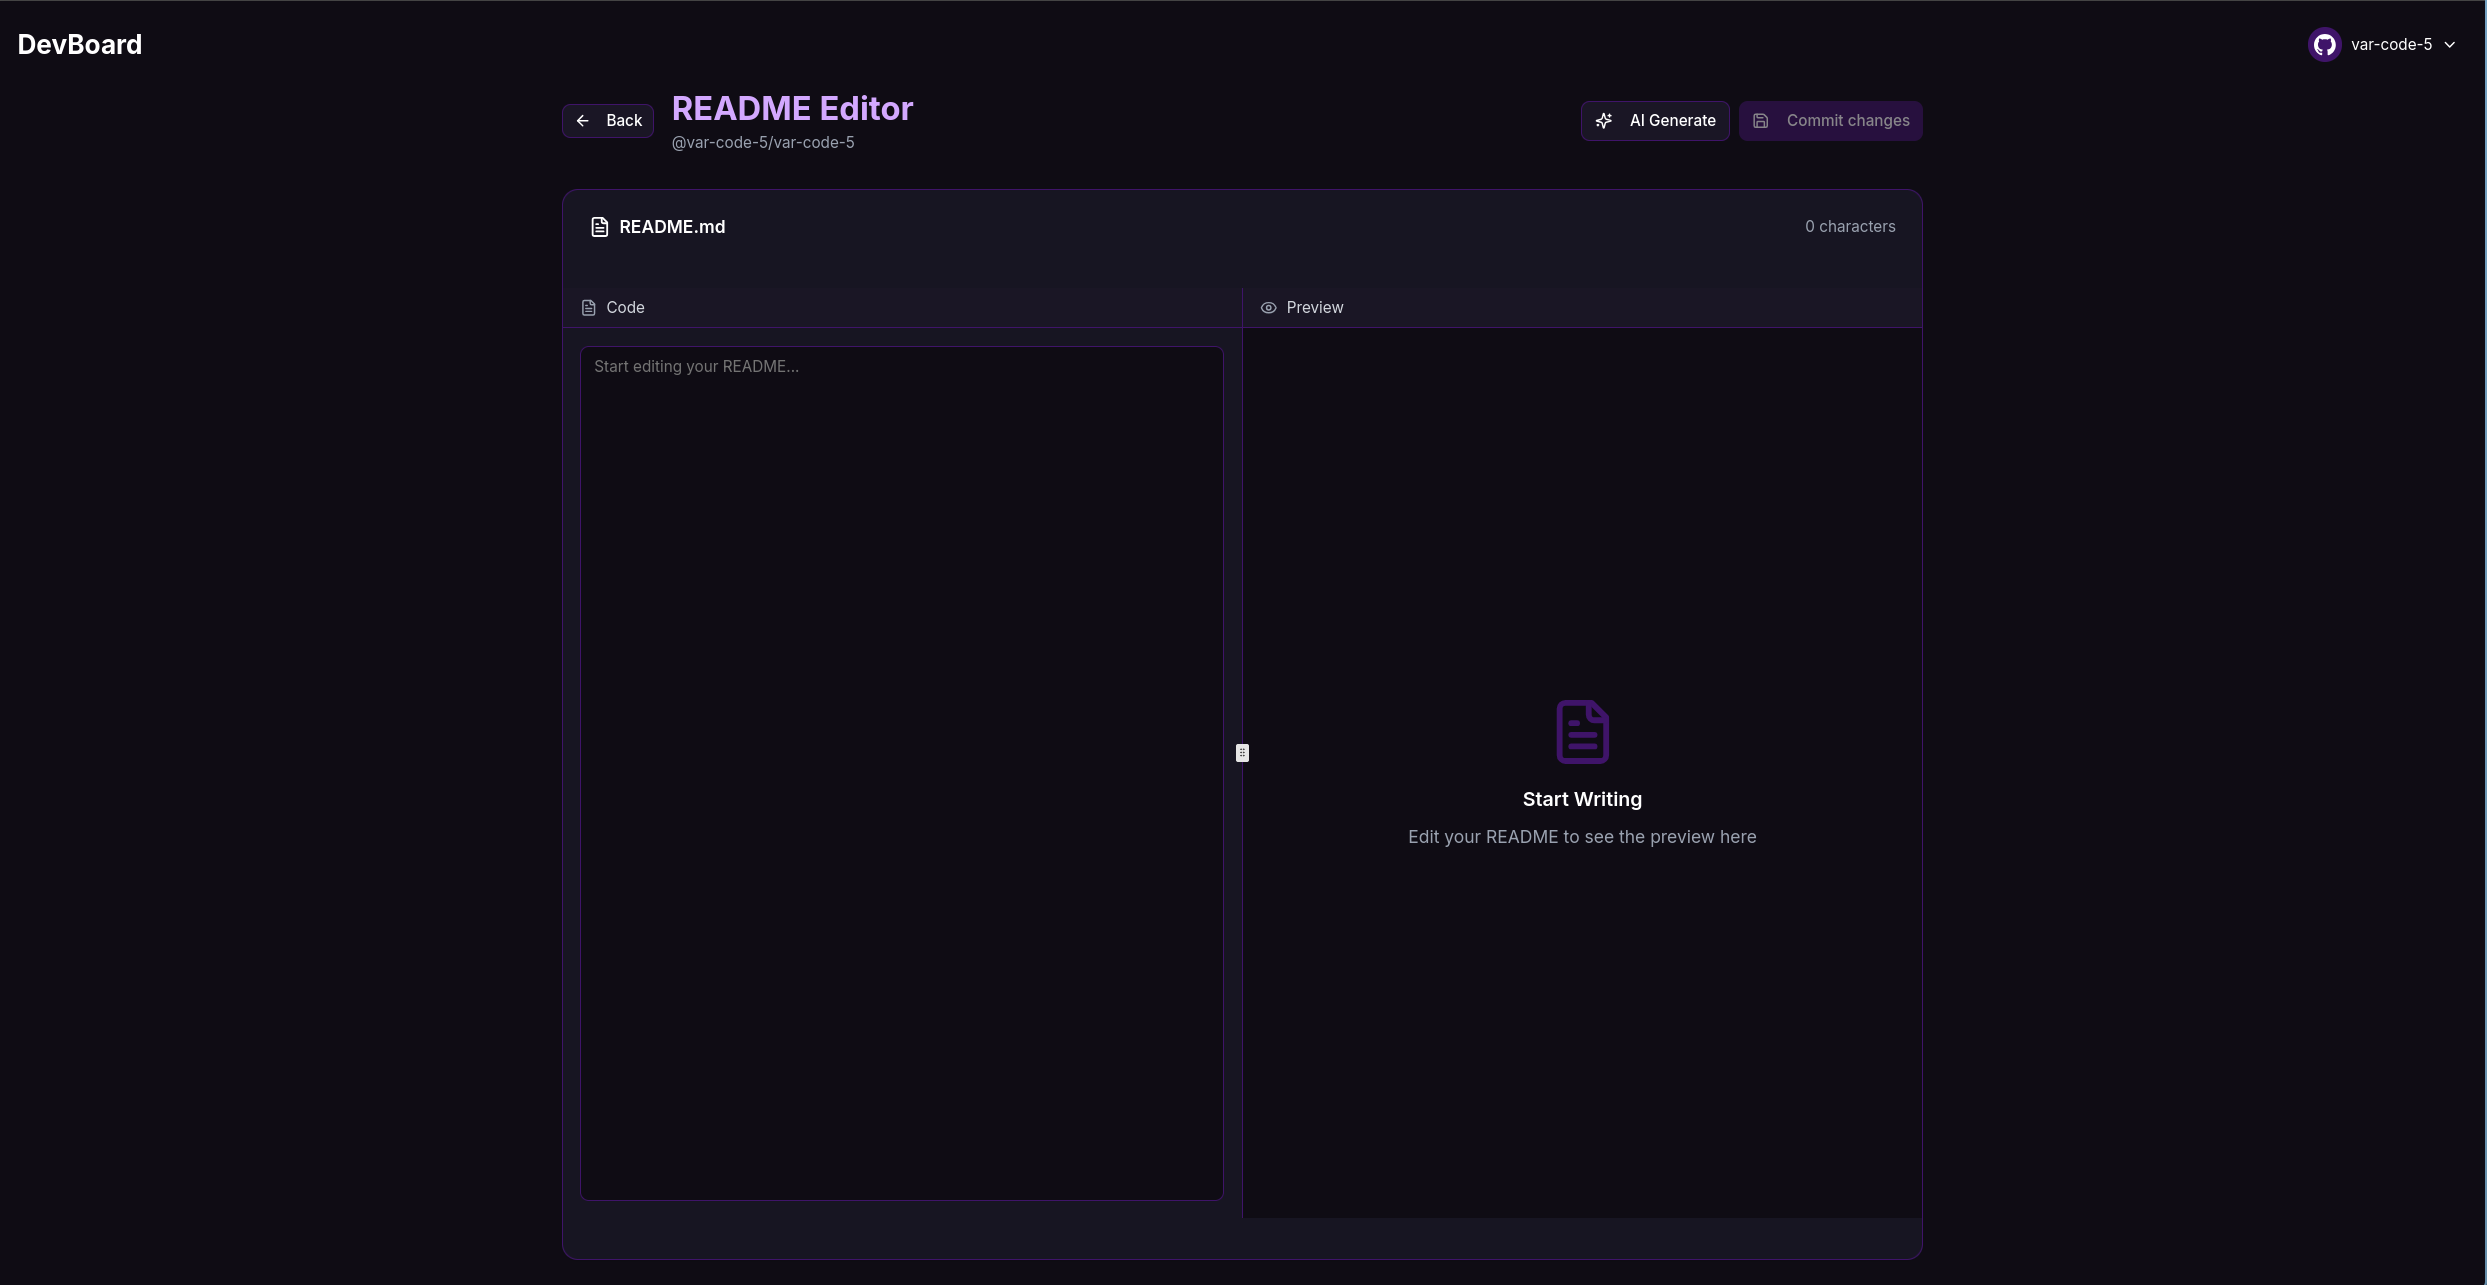 DevBoard
var-code-5
Back
README Editor
@var-code-5/var-code-5
AI Generate
Commit changes
README.md
0 characters
Code
Preview
Start editing your README...
Start Writing
Edit your README to see the preview here